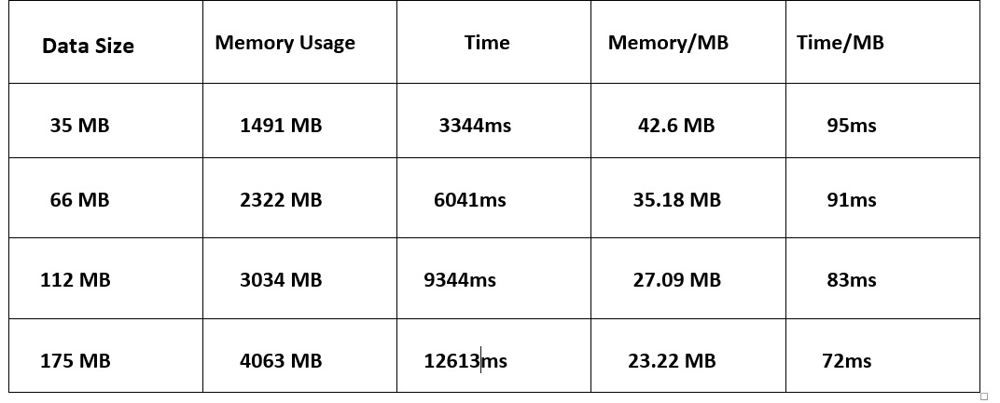 Data Size Memory Usage Time Memory/MB Time/MB
35 MB 1491 MB 3344ms 42.6 MB 95ms
66 MB 2322 MB 6041ms 35.18 MB 91ms
112 MB 3034 MB 9344ms 27.09 MB 83ms
175 MB 4063 MB 12613ms 23.22 MB 72ms